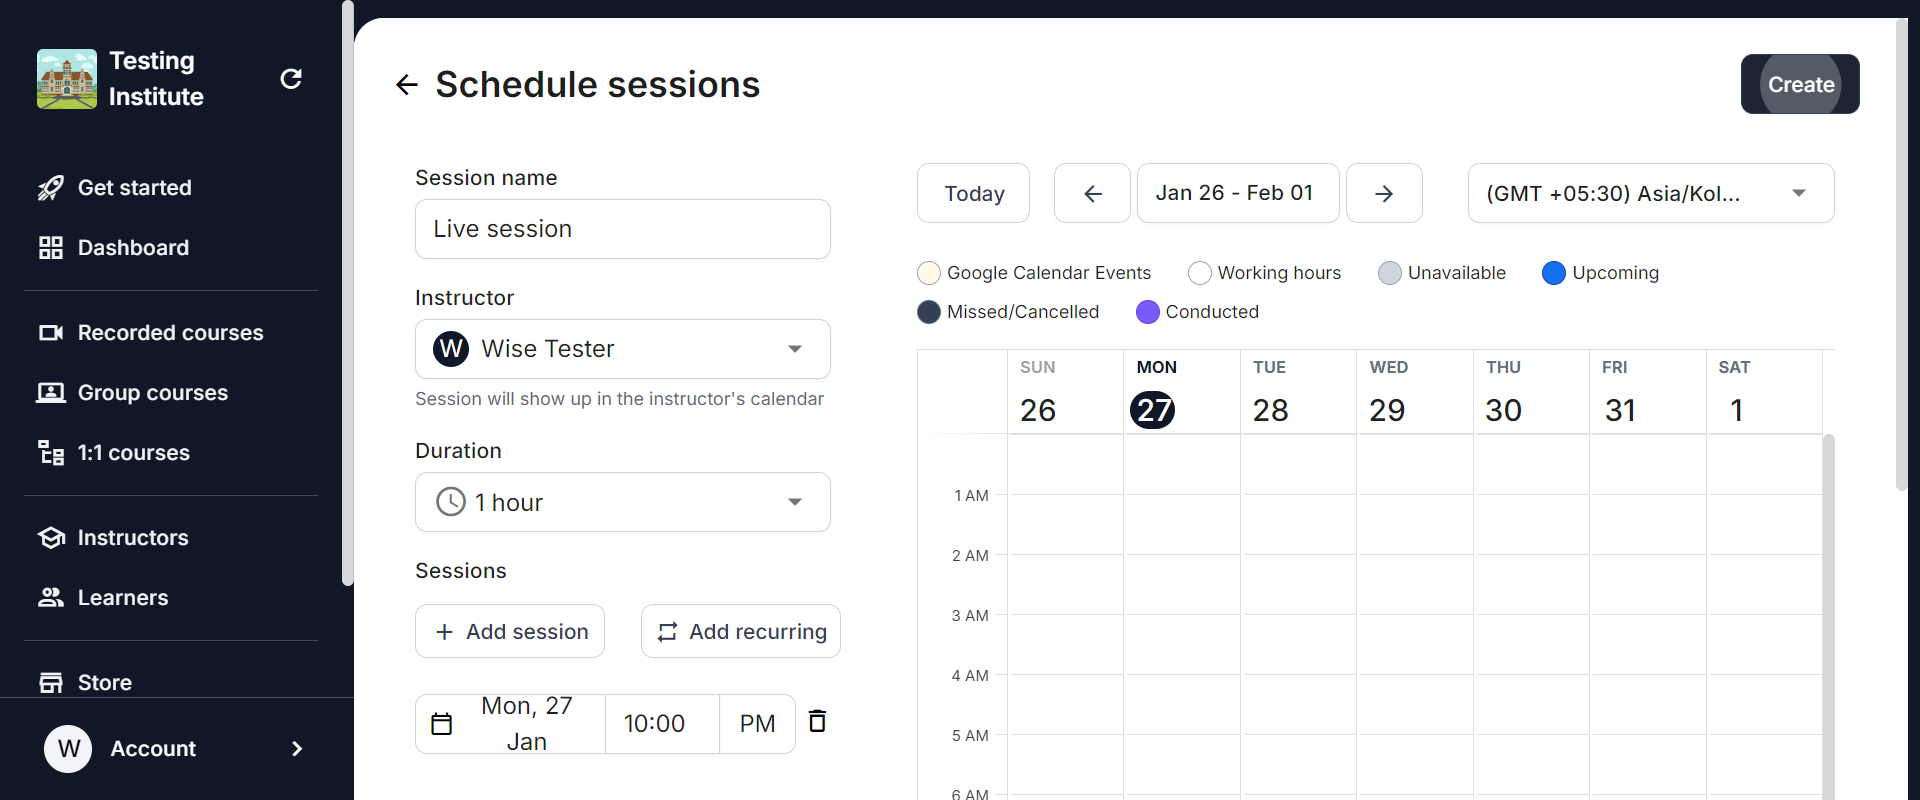 Testing
Institute
Get started
Dashboard
Recorded courses
Group courses
1:1 courses
Instructors
Learners
Store
W
Account
Schedule sessions
Create
Session name
Live session
Instructor
W Wise Tester
Session will show up in the instructor's calendar
Duration
1 hour
Sessions
Add session
Add recurring
Mon, 27
Jan
10:00
PM
Today
Jan 26 - Feb 01
(GMT +05:30) Asia/Kol...
Google Calendar Events
Working hours
Unavailable
Upcoming
Missed/Cancelled
Conducted
SUN MON TUE WED THU FRI SAT
26 27 28 29 30 31 1
1 AM
2 AM
3 AM
4 AM
5 AM
6 AM